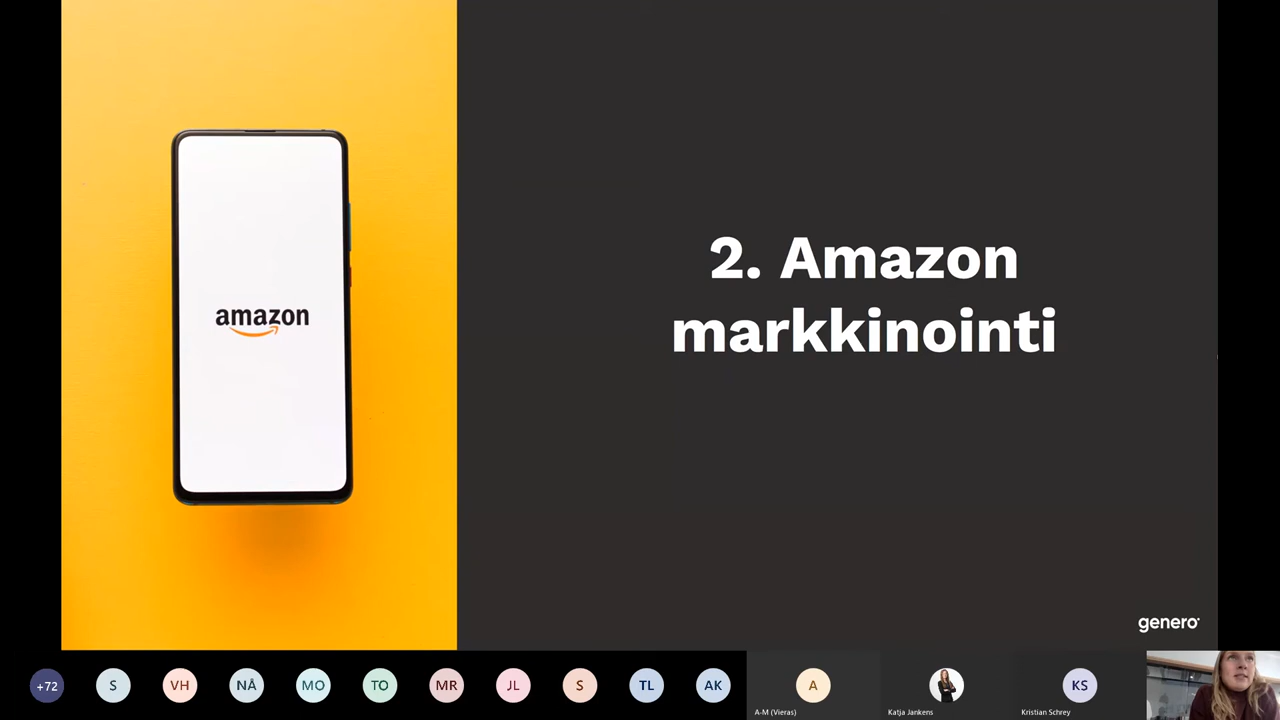 amazon
2. Amazon
markkinointi
genero
+72
S
VH
NÅ
MO
TO
MR
JL
S
TL
AK
A
KS
A-M (Vieras)
Katja Jankens
Kristian Schrey